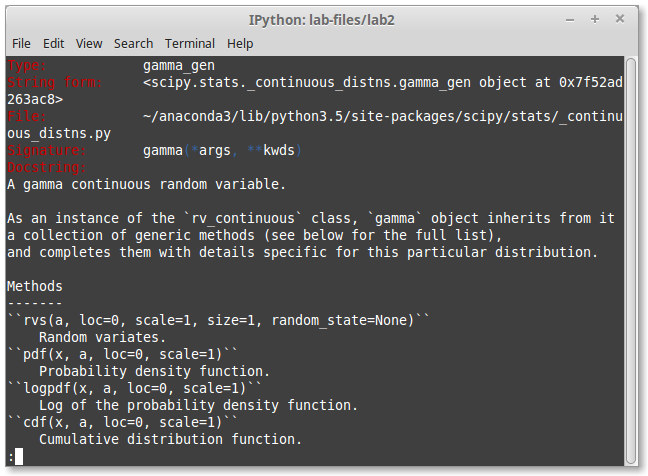 IPython: lab-files/lab2
File Edit View Search Terminal Help
Type:            gamma_gen
String form:     <scipy.stats._continuous_distns.gamma_gen object at 0x7f52ad
263ac8>
File:            ~/anaconda3/lib/python3.5/site-packages/scipy/stats/_continu
ous_distns.py
Signature:       gamma(*args, **kwds)
Docstring:
A gamma continuous random variable.

As an instance of the `rv_continuous` class, `gamma` object inherits from it
a collection of generic methods (see below for the full list),
and completes them with details specific for this particular distribution.

Methods
-------
``rvs(a, loc=0, scale=1, size=1, random_state=None)``
    Random variates.
``pdf(x, a, loc=0, scale=1)``
    Probability density function.
``logpdf(x, a, loc=0, scale=1)``
    Log of the probability density function.
``cdf(x, a, loc=0, scale=1)``
    Cumulative distribution function.
: